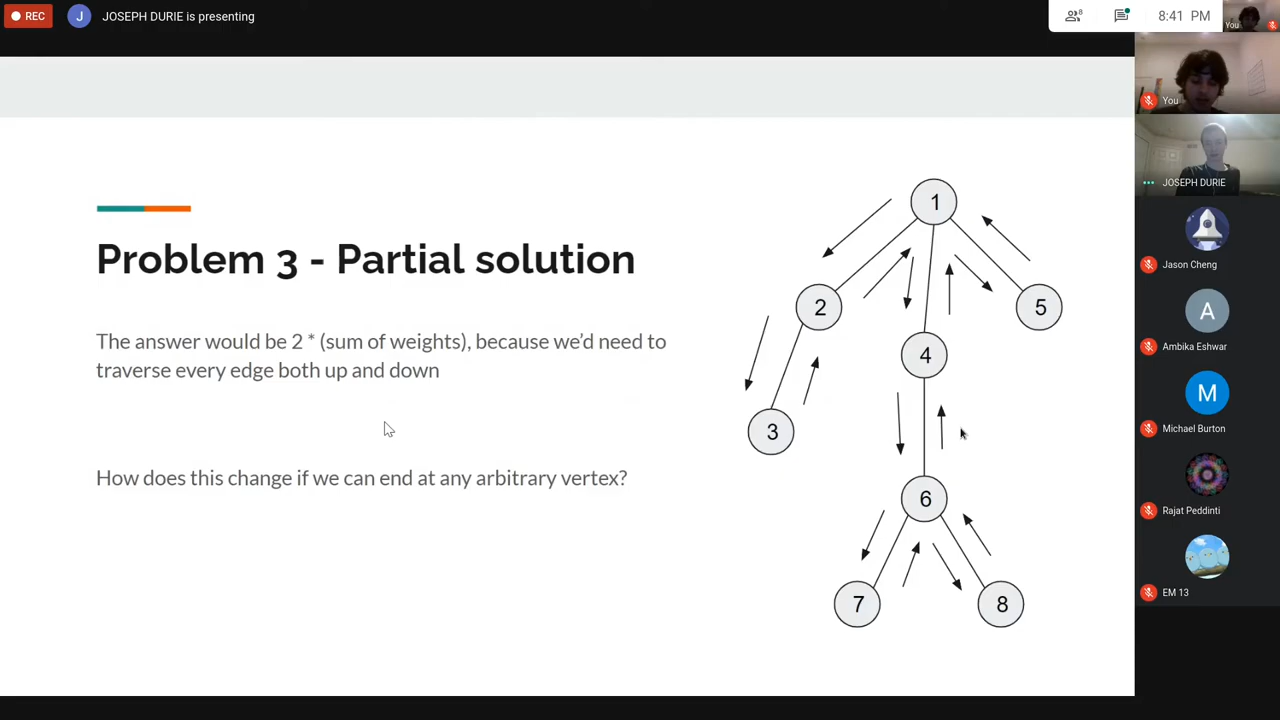 REC
J
JOSEPH DURIE is presenting
8
8:41 PM
You
You
JOSEPH DURIE
Jason Cheng
A
Ambika Eshwar
M
Michael Burton
Rajat Peddinti
EM 13
Problem 3 - Partial solution
The answer would be 2 * (sum of weights), because we'd need to
traverse every edge both up and down
How does this change if we can end at any arbitrary vertex?
1
2
5
4
3
6
7
8